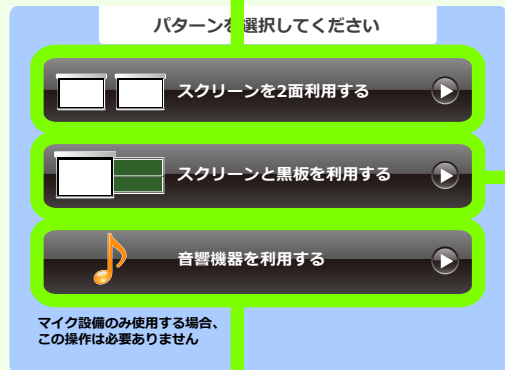 パターンを選択してください
スクリーンを2面利用する
スクリーンと黒板を利用する
音響機器を利用する
マイク設備のみ使用する場合、
この操作は必要ありません